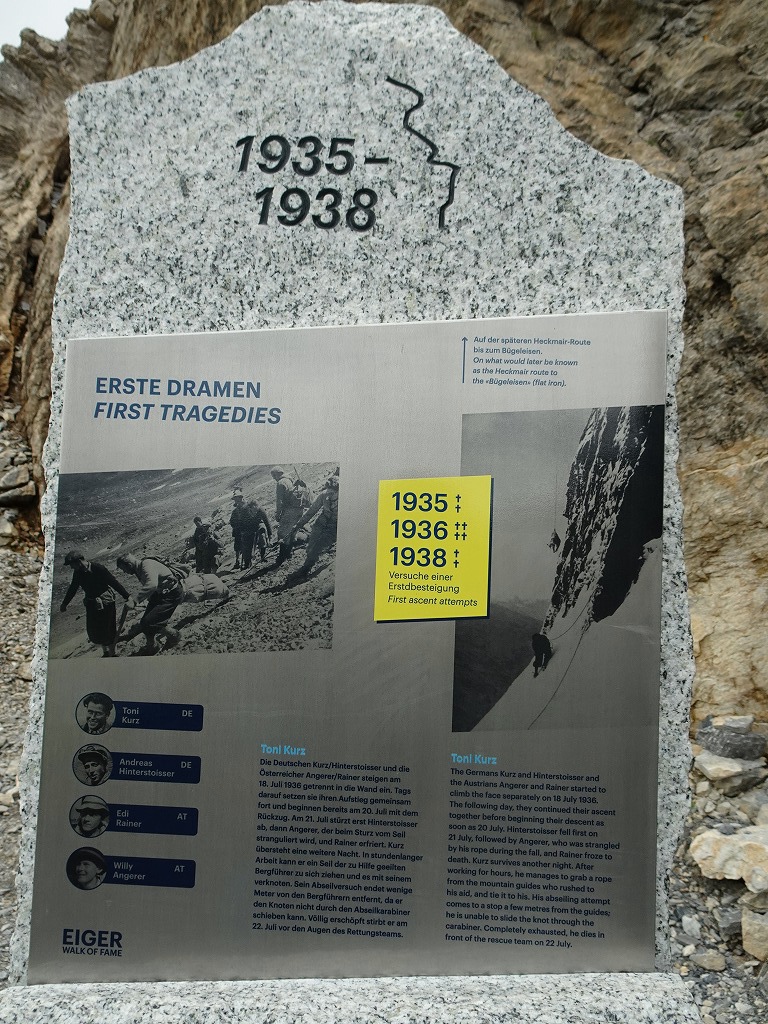 1935–
1938
Auf der späteren Heckmair-Route
bis zum Bügeleisen.
On what would later be known
as the Heckmair route to
the «Bügeleisen» (flat iron).
ERSTE DRAMEN
FIRST TRAGEDIES
1935 ‡
1936 ‡‡
1938 ‡
Versuche einer
Erstdbesteigung
First ascent attempts
Toni
Kurz
DE
Andreas
Hinterstoisser
DE
Edi
Rainer
AT
Willy
Angerer
AT
Toni Kurz
Die Deutschen Kurz/Hinterstoisser und die
Österreicher Angerer/Rainer steigen am
18. Juli 1936 getrennt in die Wand ein. Tags
darauf setzen sie ihren Aufstieg gemeinsam
fort und beginnen bereits am 20. Juli mit dem
Rückzug. Am 21. Juli stürzt erst Hinterstoisser
ab, dann Angerer, der beim Sturz vom Seil
stranguliert wird, und Rainer erfriert. Kurz
übersteht eine weitere Nacht. In stundenlanger
Arbeit kann er ein Seil der zu Hilfe geeilten
Bergführer zu sich ziehen und es mit seinem
verknoten. Sein Abseilversuch endet wenige
Meter von den Bergführern entfernt, da er
den Knoten nicht durch den Abseilkarabiner
schieben kann. Völlig erschöpft stirbt er am
22. Juli vor den Augen des Rettungsteams.
Toni Kurz
The Germans Kurz and Hinterstoisser and
the Austrians Angerer and Rainer started to
climb the face separately on 18 July 1936.
The following day, they continued their ascent
together before beginning their descent as
soon as 20 July. Hinterstoisser fell first on
21 July, followed by Angerer, who was strangled
by his rope during the fall, and Rainer froze to
death. Kurz survives another night. After
working for hours, he manages to grab a rope
from the mountain guides who rushed to
his aid, and tie it to his. His abseiling attempt
comes to a stop a few metres from the guides;
he is unable to slide the knot through the
carabiner. Completely exhausted, he dies in
front of the rescue team on 22 July.
EIGER
WALK OF FAME